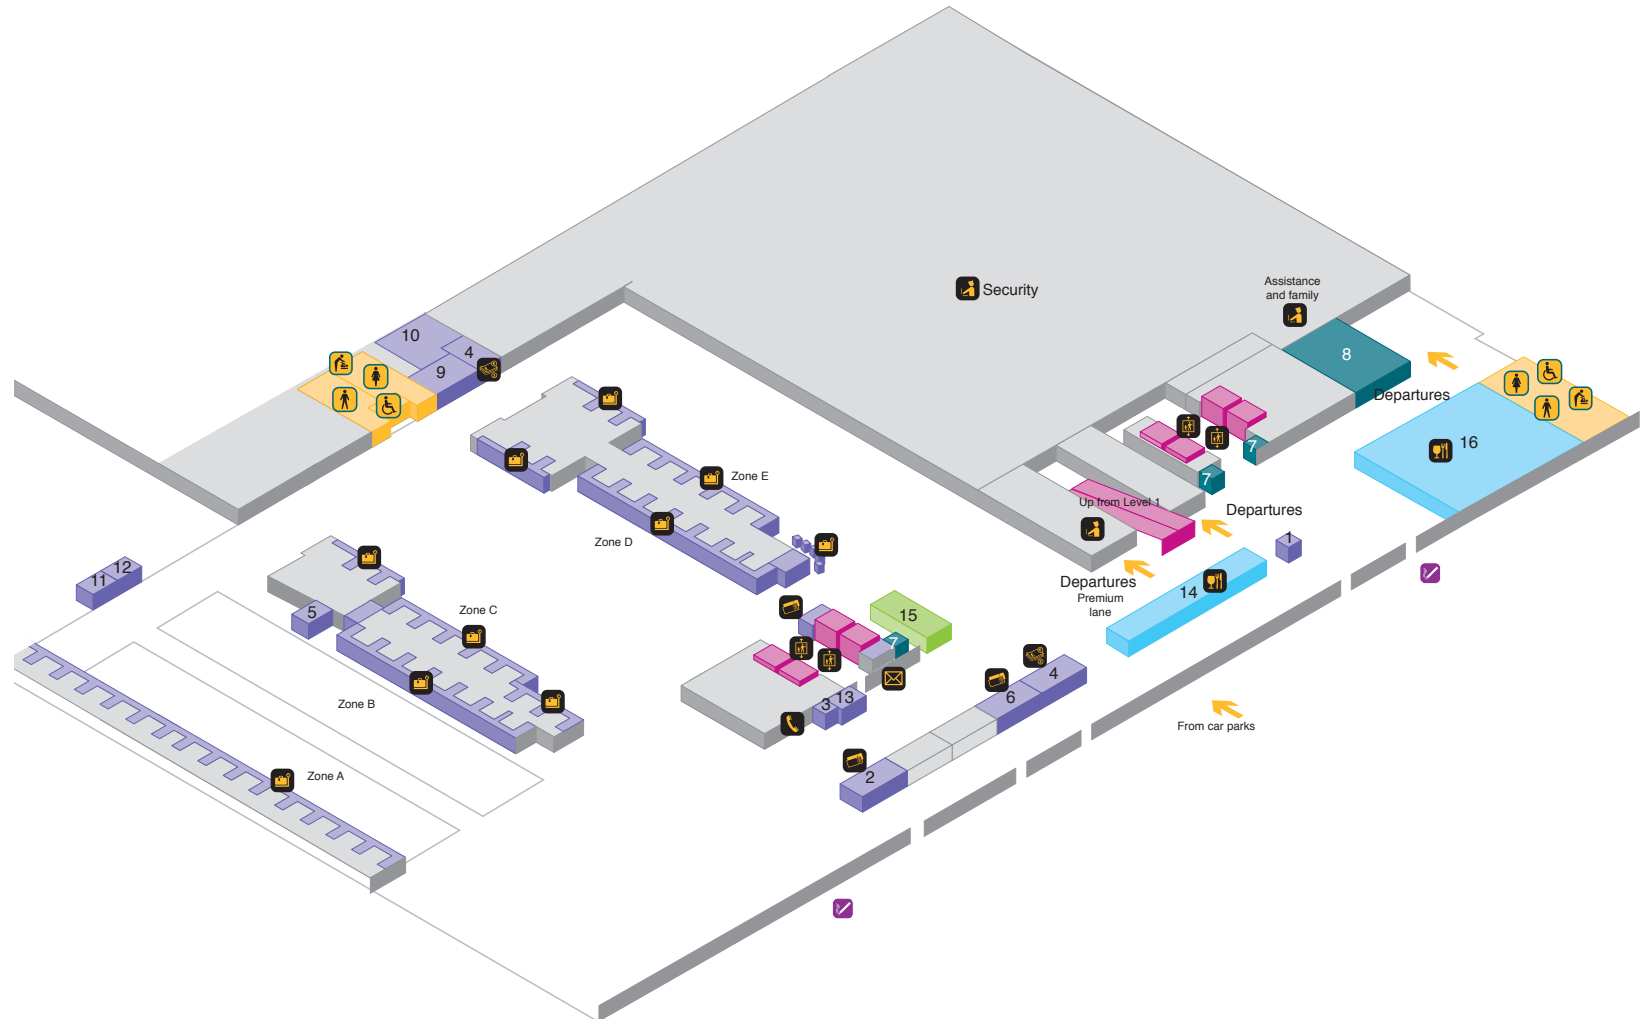 Security
Assistance
and family
10
4
9
8
Departures
16
7
7
Zone E
Up from Level 1
Departures
Zone D
1
12
11
Departures
Premium
lane
14
5
Zone C
15
7
4
6
13
3
Zone B
From car parks
2
Zone A